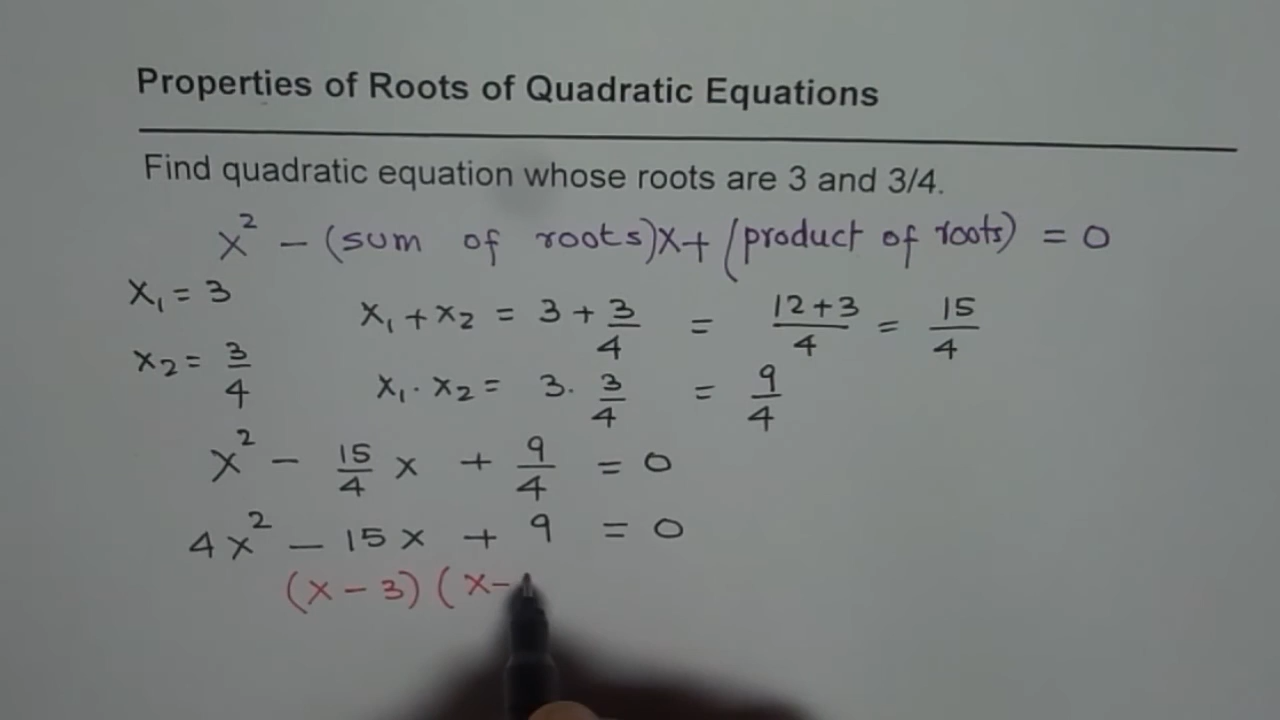 Properties of Roots of Quadratic Equations
Find quadratic equation whose roots are 3 and 3/4.
x² - (sum of roots)x + (product of roots) = 0
x₁ = 3
x₁ + x₂ = 3 + 3/4 = (12+3)/4 = 15/4
x₂ = 3/4
x₁ · x₂ = 3 · 3/4 = 9/4
x² - 15/4 x + 9/4 = 0
4x² - 15x + 9 = 0
(x - 3) (x -